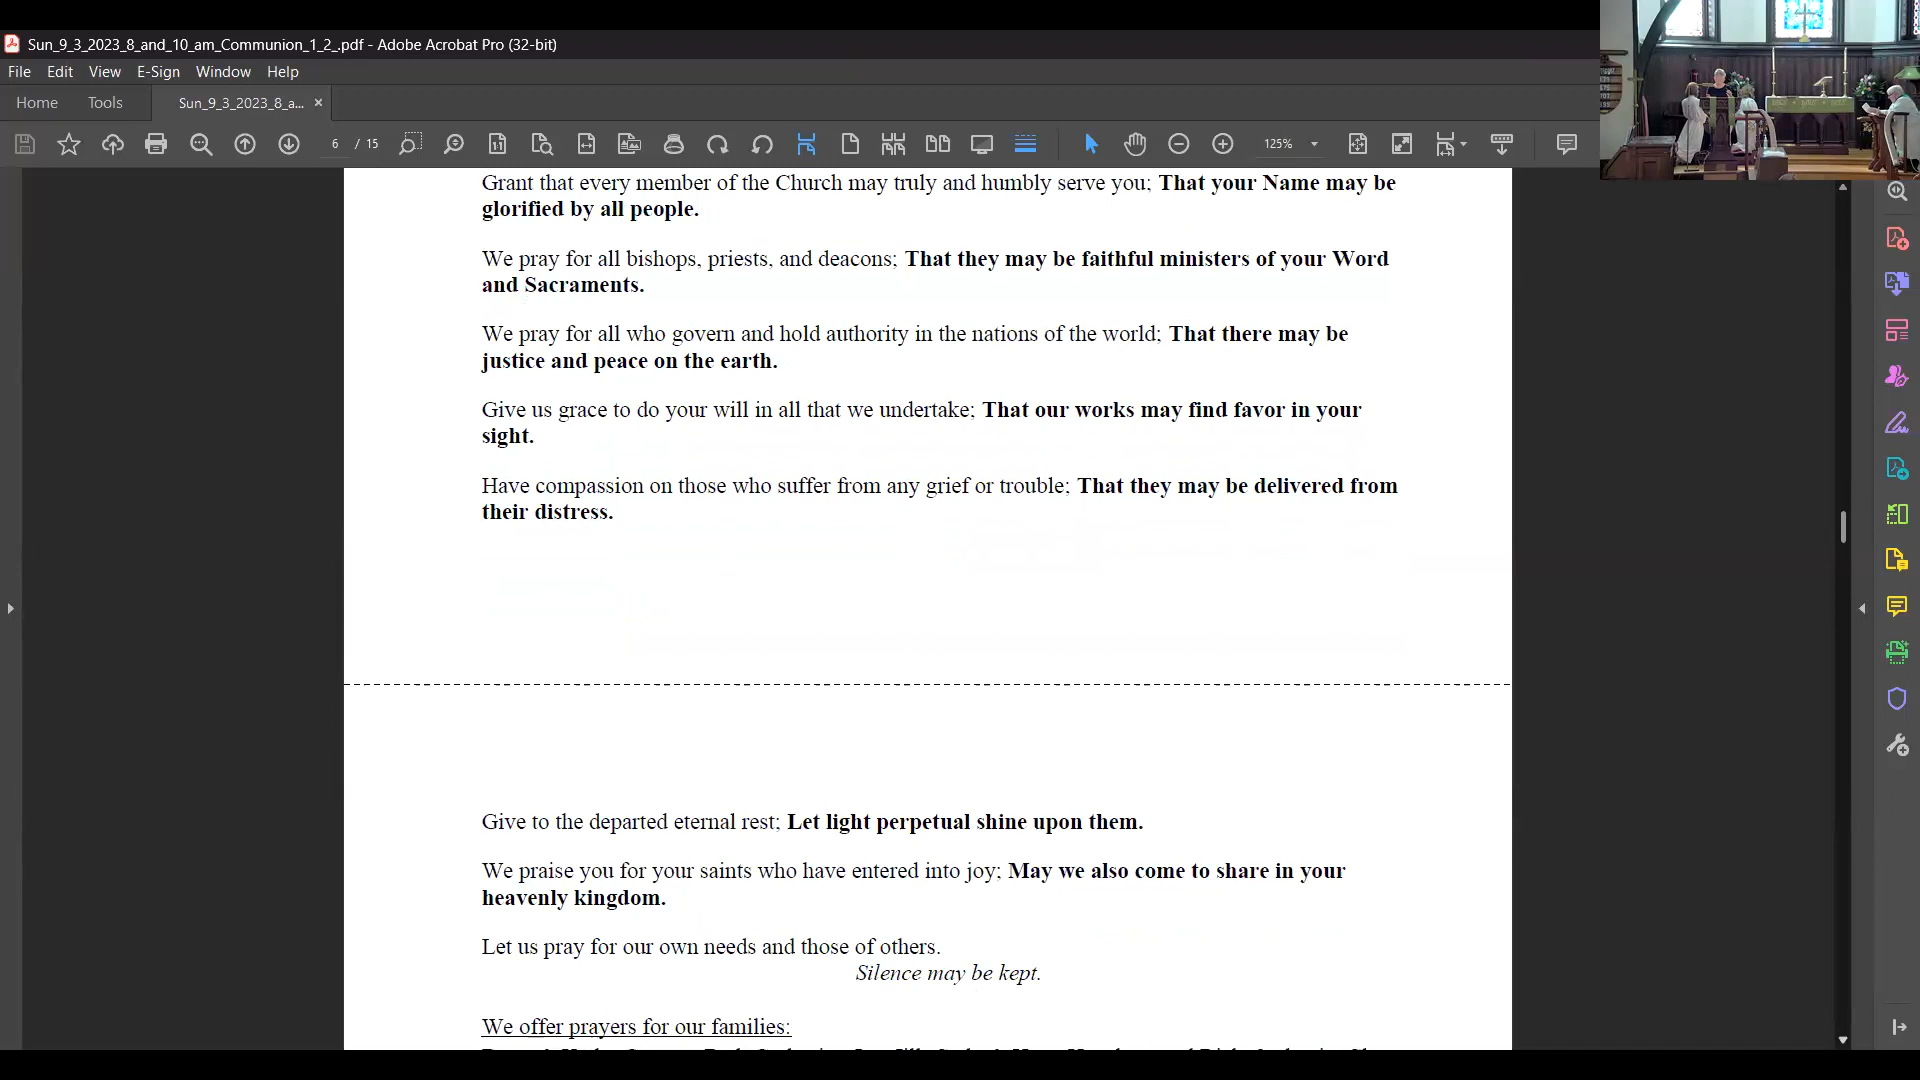 Sun_9_3_2023_8_and_10_am_Communion_1_2_.pdf - Adobe Acrobat Pro (32-bit)
File Edit View E-Sign Window Help
Home Tools Sun_9_3_2023_8_a... ×
6 / 15 125%
Grant that every member of the Church may truly and humbly serve you; That your Name may be
glorified by all people.
We pray for all bishops, priests, and deacons; That they may be faithful ministers of your Word
and Sacraments.
We pray for all who govern and hold authority in the nations of the world; That there may be
justice and peace on the earth.
Give us grace to do your will in all that we undertake; That our works may find favor in your
sight.
Have compassion on those who suffer from any grief or trouble; That they may be delivered from
their distress.
Give to the departed eternal rest; Let light perpetual shine upon them.
We praise you for your saints who have entered into joy; May we also come to share in your
heavenly kingdom.
Let us pray for our own needs and those of others.
Silence may be kept.
We offer prayers for our families: